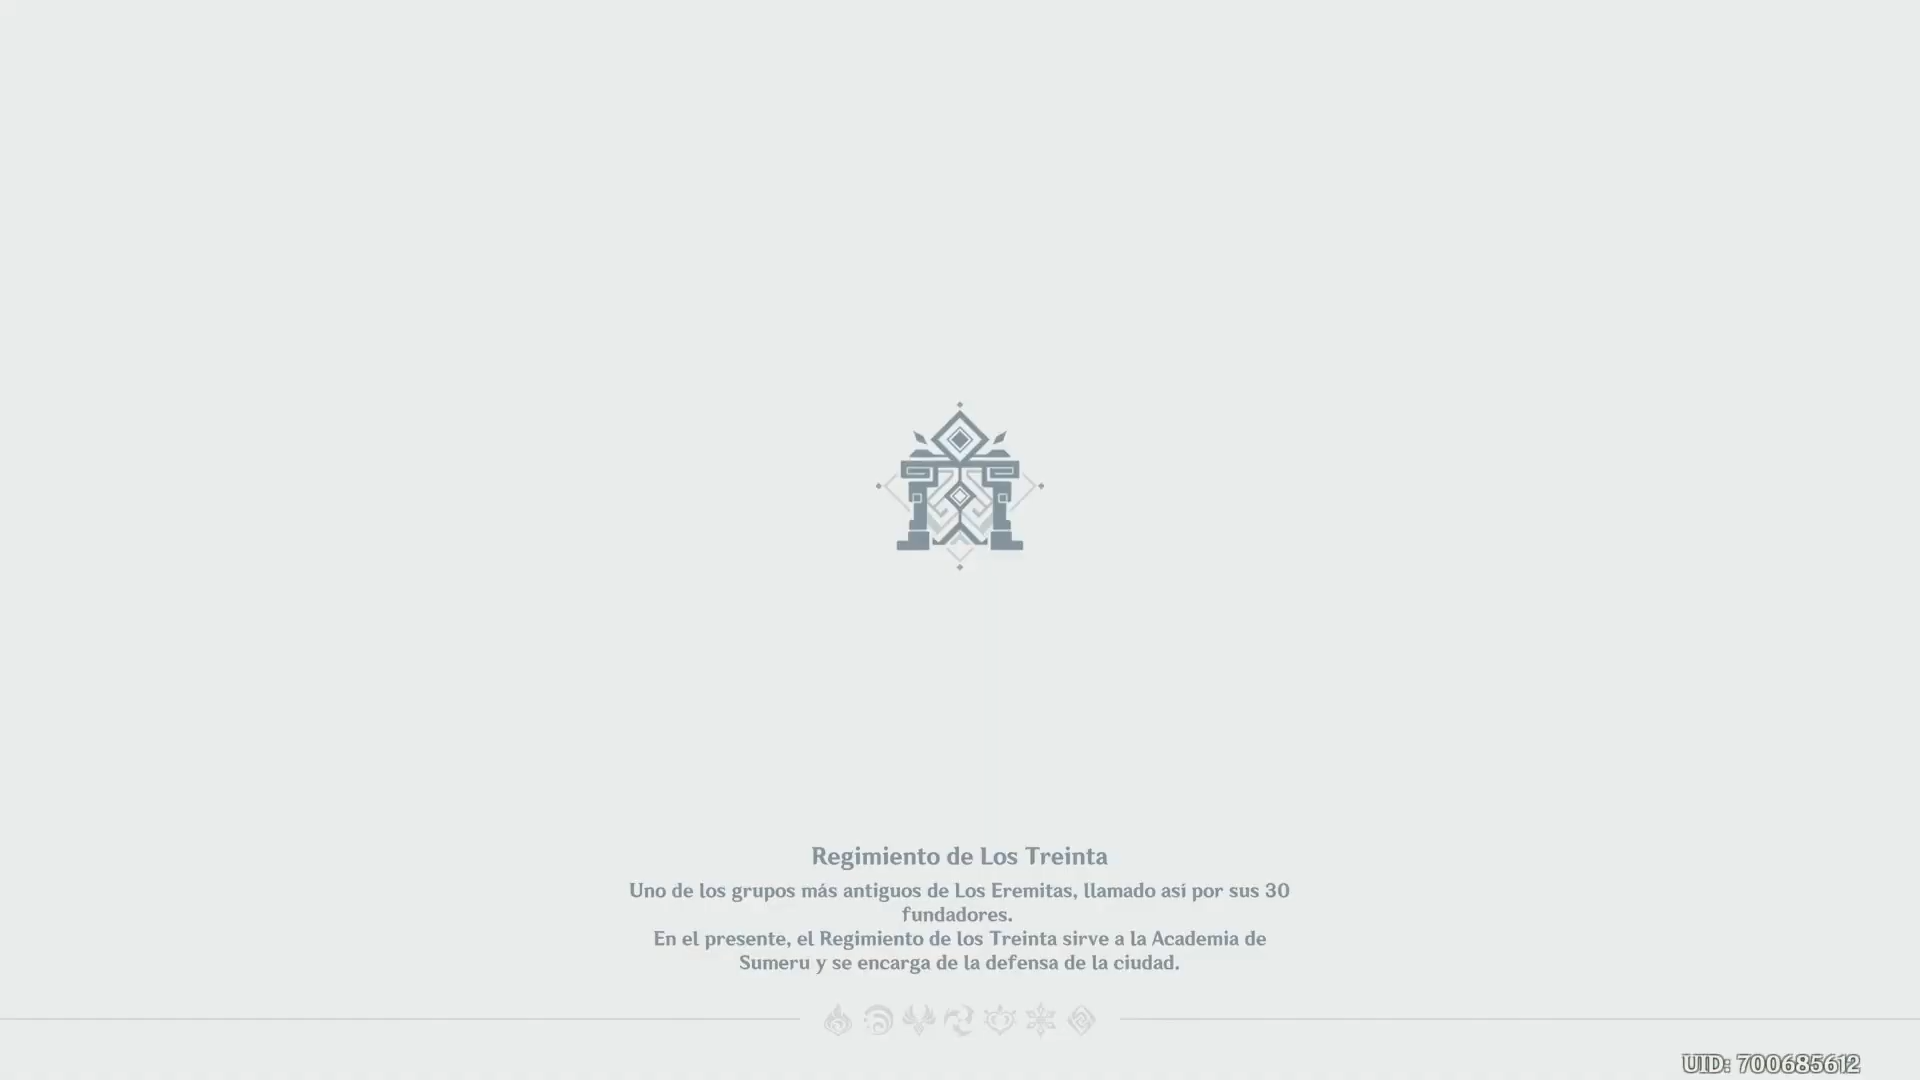 Regimiento de Los Treinta
Uno de los grupos más antiguos de Los Eremitas, llamado así por sus 30
fundadores.
En el presente, el Regimiento de los Treinta sirve a la Academia de
Sumeru y se encarga de la defensa de la ciudad.
UID: 700685612